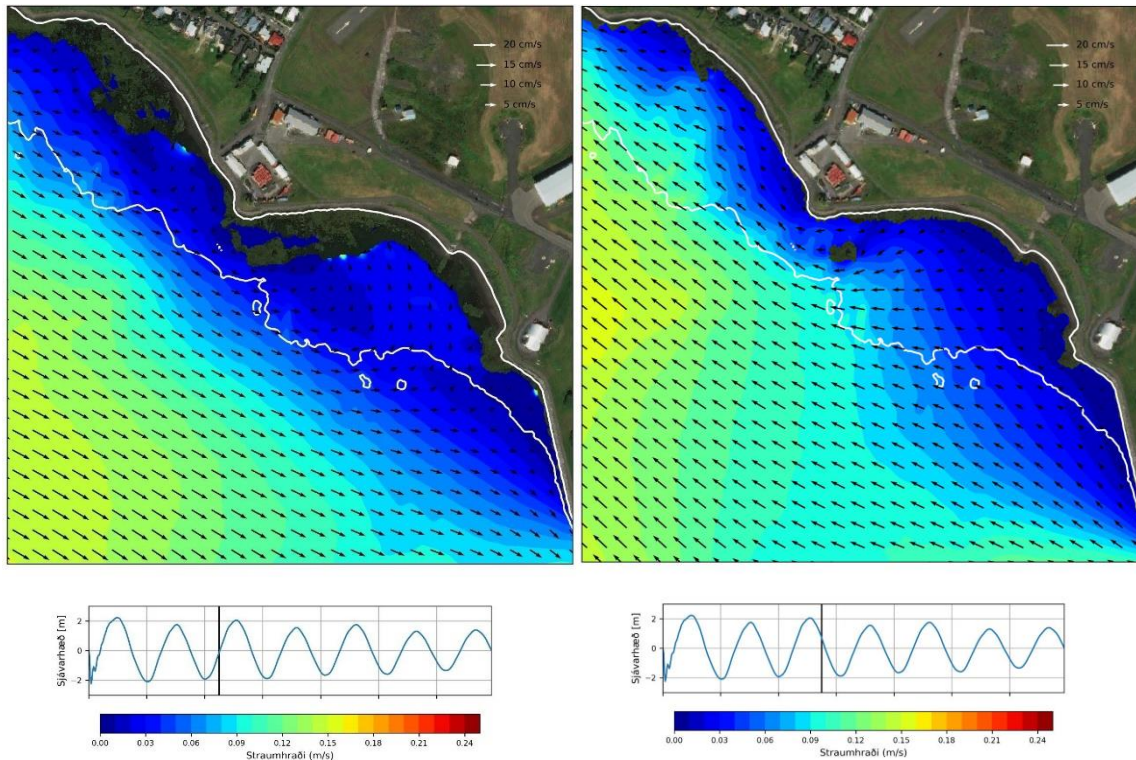 20 cm/s
15 cm/s
10 cm/s
5 cm/s
20 cm/s
15 cm/s
10 cm/s
5 cm/s
Sjávarhæð [m]
2
0
−2
Sjávarhæð [m]
2
0
−2
0.00 0.03 0.06 0.09 0.12 0.15 0.18 0.21 0.24
Straumhraði (m/s)
0.00 0.03 0.06 0.09 0.12 0.15 0.18 0.21 0.24
Straumhraði (m/s)